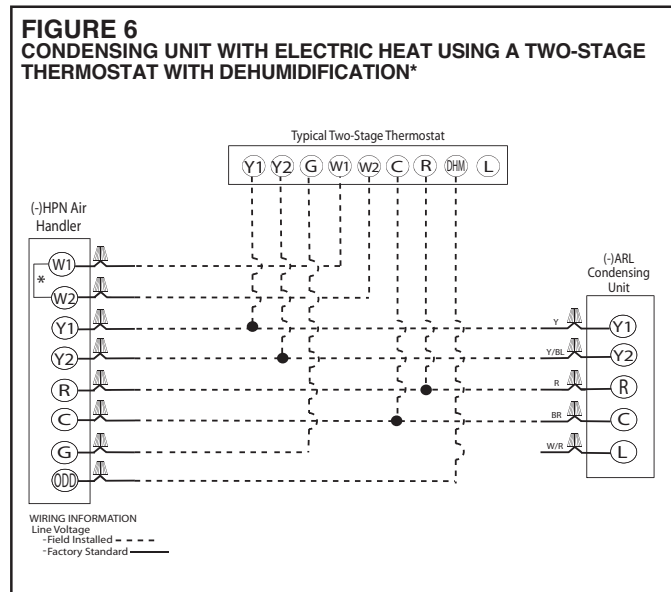 FIGURE 6
CONDENSING UNIT WITH ELECTRIC HEAT USING A TWO-STAGE
THERMOSTAT WITH DEHUMIDIFICATION*
Typical Two-Stage Thermostat
Y1 Y2 G W1 W2 C R DHM L
(-)HPN Air
Handler
W1
*
W2
Y1
Y2
R
C
G
ODD
(-)ARL
Condensing
Unit
Y Y1
Y/BL Y2
R R
BR C
W/R L
WIRING INFORMATION
Line Voltage
-Field Installed
-Factory Standard